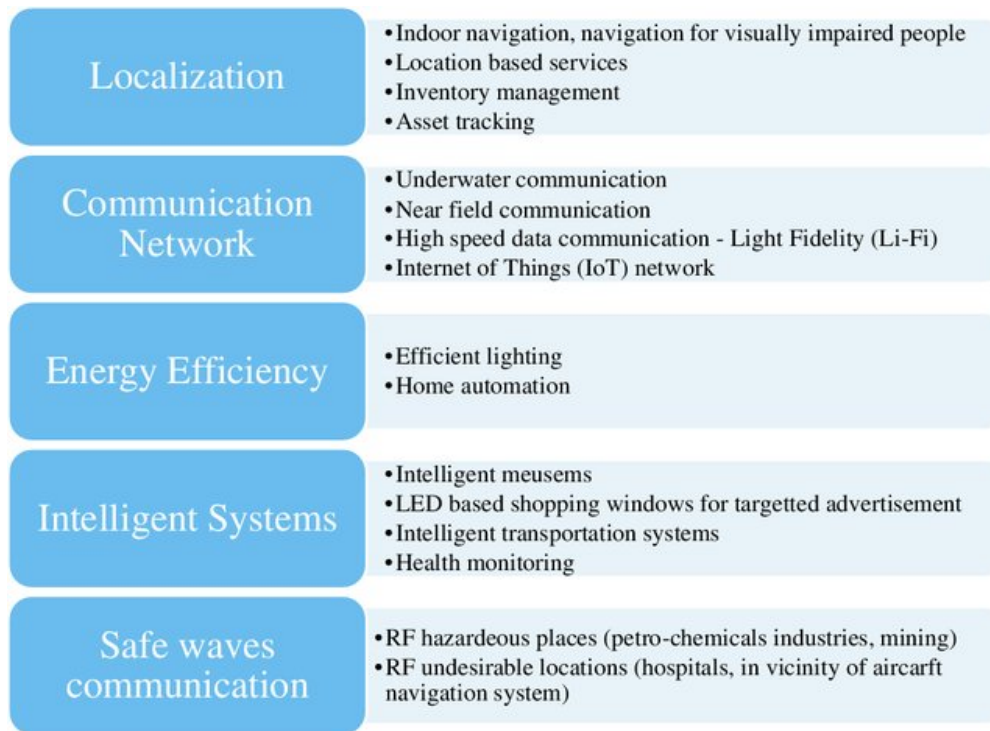 Localization
•Indoor navigation, navigation for visually impaired people
•Location based services
•Inventory management
•Asset tracking
Communication
Network
•Underwater communication
•Near field communication
•High speed data communication - Light Fidelity (Li-Fi)
•Internet of Things (IoT) network
Energy Efficiency
•Efficient lighting
•Home automation
Intelligent Systems
•Intelligent meusems
•LED based shopping windows for targetted advertisement
•Intelligent transportation systems
•Health monitoring
Safe waves
communication
•RF hazardeous places (petro-chemicals industries, mining)
•RF undesirable locations (hospitals, in vicinity of aircarft
navigation system)